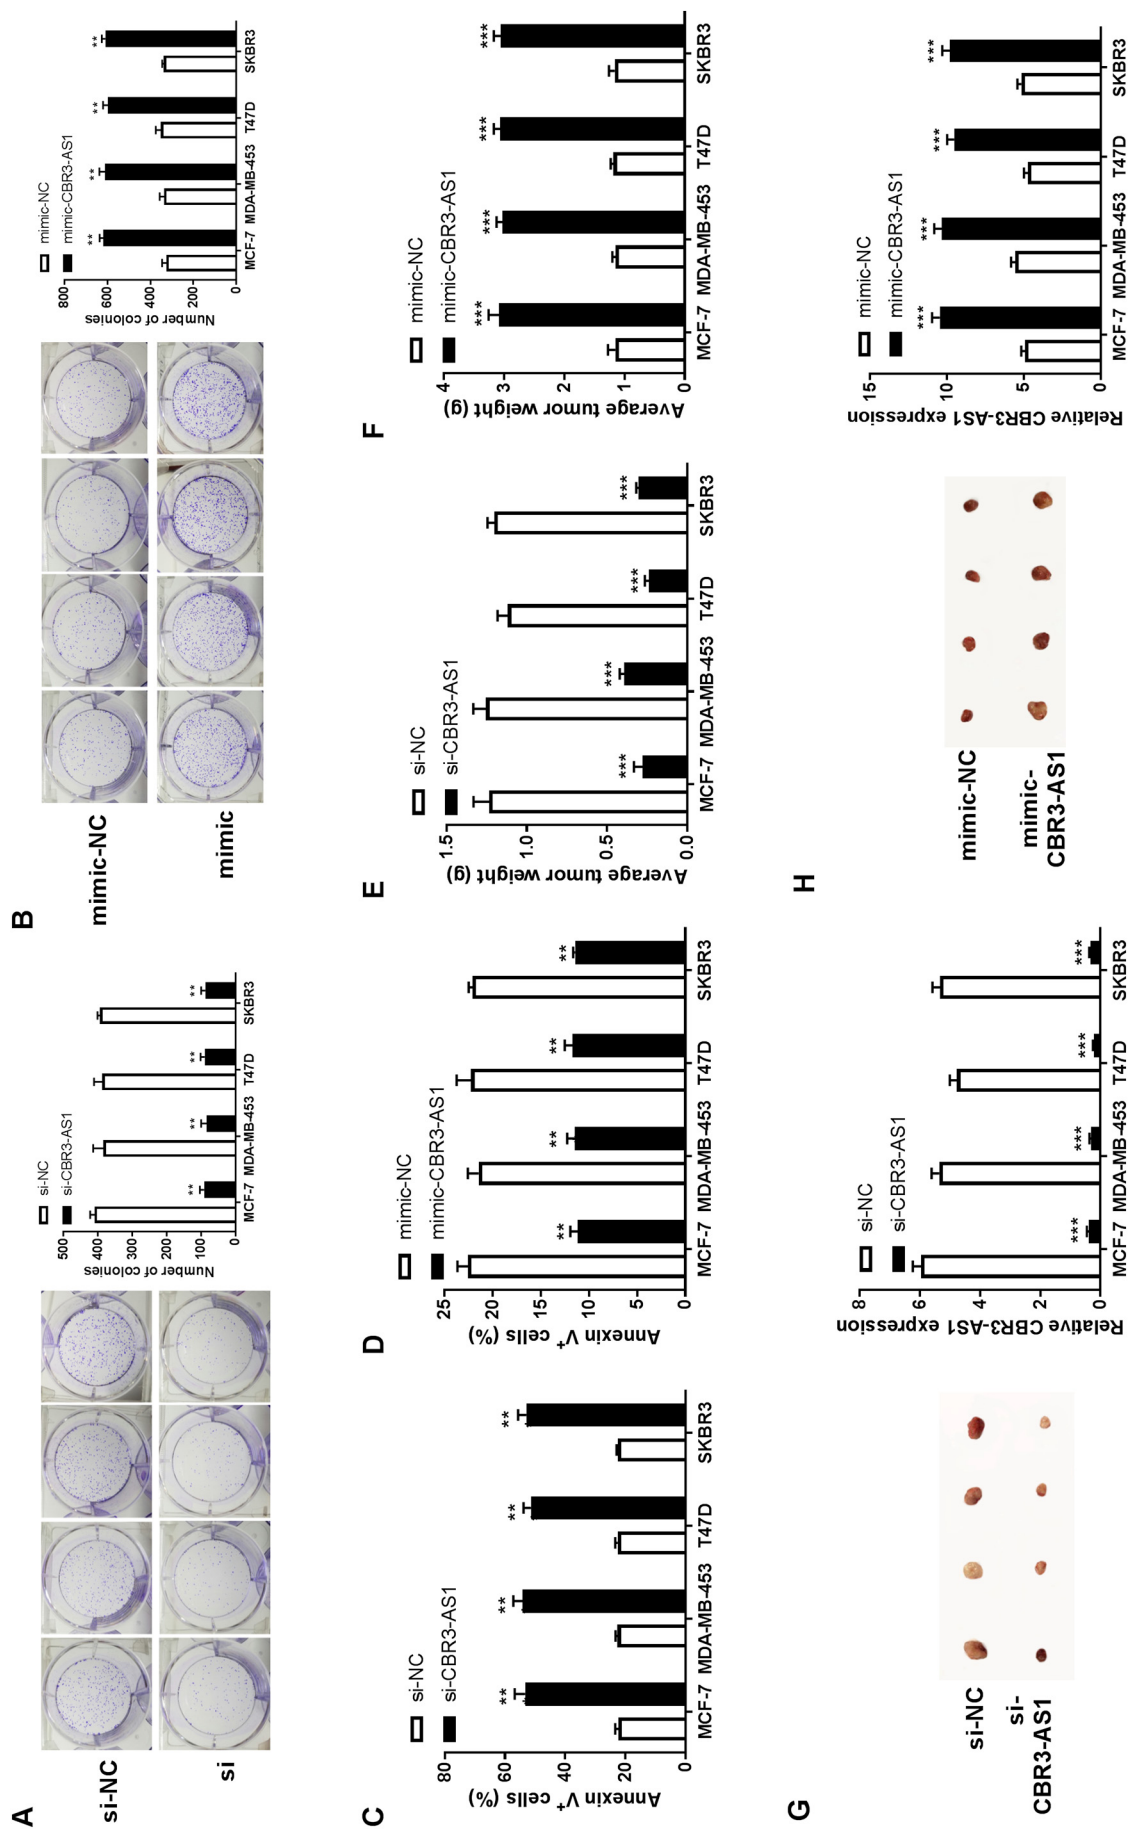 A
si-NC
si
Number of colonies
500
400
300
200
100
0
si-NC
si-CBR3-AS1
**
**
**
**
MCF-7
MDA-MB-453
T47D
SKBR3
B
mimic-NC
mimic
Number of colonies
800
600
400
200
0
mimic-NC
mimic-CBR3-AS1
**
**
**
**
MCF-7
MDA-MB-453
T47D
SKBR3
C
Annexin V+ cells (%)
80
60
40
20
0
si-NC
si-CBR3-AS1
**
**
**
**
MCF-7
MDA-MB-453
T47D
SKBR3
D
Annexin V+ cells (%)
25
20
15
10
5
0
mimic-NC
mimic-CBR3-AS1
**
**
**
**
MCF-7
MDA-MB-453
T47D
SKBR3
E
Average tumor weight (g)
1.5
1.0
0.5
0.0
si-NC
si-CBR3-AS1
***
***
***
***
MCF-7
MDA-MB-453
T47D
SKBR3
F
Average tumor weight (g)
4
3
2
1
0
mimic-NC
mimic-CBR3-AS1
***
***
***
***
MCF-7
MDA-MB-453
T47D
SKBR3
G
si-NC
si-
CBR3-AS1
Relative CBR3-AS1 expression
8
6
4
2
0
si-NC
si-CBR3-AS1
***
***
***
***
MCF-7
MDA-MB-453
T47D
SKBR3
H
mimic-NC
mimic-
CBR3-AS1
Relative CBR3-AS1 expression
15
10
5
0
mimic-NC
mimic-CBR3-AS1
***
***
***
***
MCF-7
MDA-MB-453
T47D
SKBR3